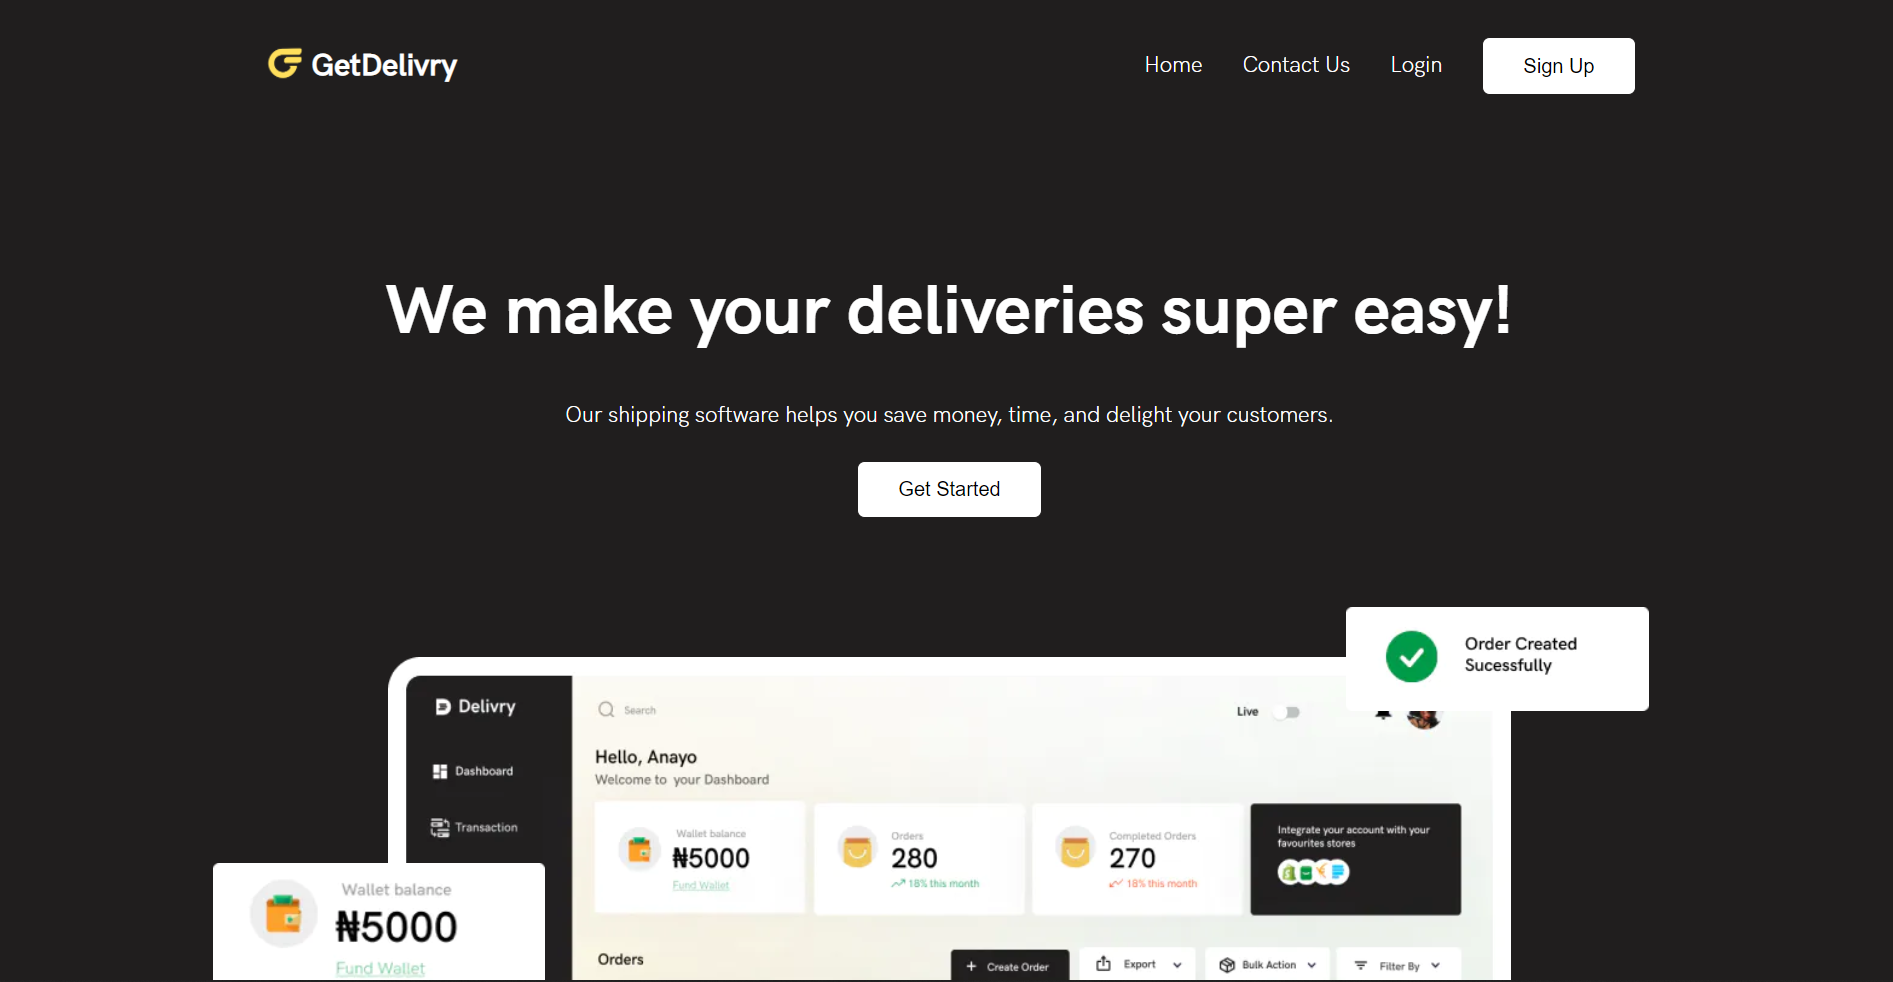 GetDelivry
Home
Contact Us
Login
Sign Up
We make your deliveries super easy!
Our shipping software helps you save money, time, and delight your customers.
Get Started
Order Created
Sucessfully
Delivry
Search
Live
Hello, Anayo
Welcome to your Dashboard
Dashboard
Transaction
Wallet balance
₦5000
Fund Wallet
Orders
280
18% this month
Completed Orders
270
18% this month
Integrate your account with your
favourites stores
Wallet balance
₦5000
Fund Wallet
Orders
+ Create Order
Export
Bulk Action
Filter By